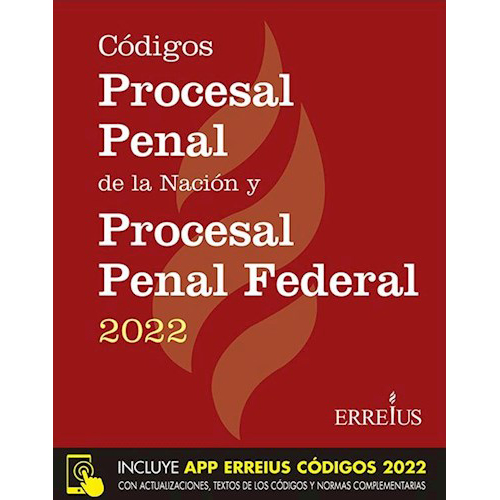 Códigos
Procesal
Penal
de la Nación y
Procesal
Penal Federal
2022
ERREIUS
INCLUYE APP ERREIUS CÓDIGOS 2022
CON ACTUALIZACIONES, TEXTOS DE LOS CÓDIGOS Y NORMAS COMPLEMENTARIAS